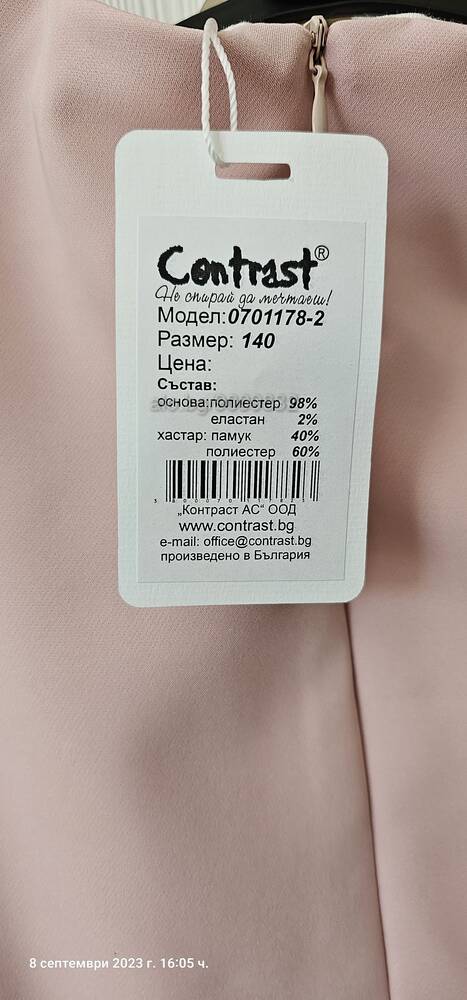 Contrast®
Не спирай да мечтаеш!
Модел:0701178-2
Размер: 140
Цена:
Състав:
основа:полиестер 98%
еластан 2%
хастар: памук 40%
полиестер 60%
„Контраст АС“ ООД
www.contrast.bg
e-mail: office@contrast.bg
произведено в България
8 септември 2023 г. 16:05 ч.